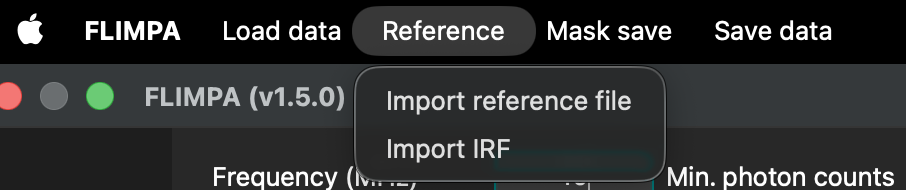 FLIMPA Load data Reference Mask save Save data
FLIMPA (v1.5.0)
Import reference file
Import IRF
Frequency (MHz) Min. photon counts